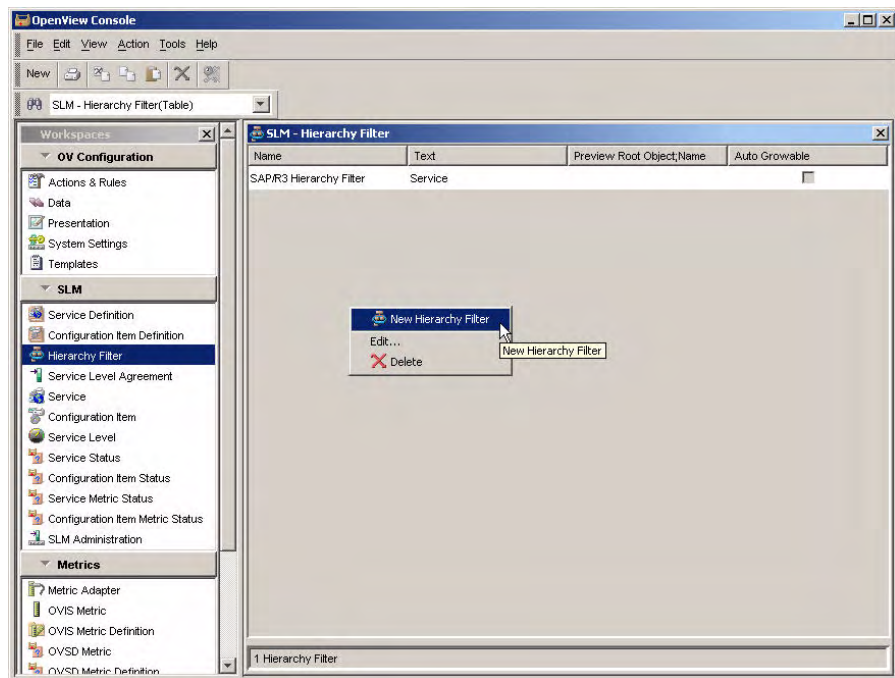 OpenView Console
File Edit View Action Tools Help
New
SLM - Hierarchy Filter(Table)
Workspaces
OV Configuration
Actions & Rules
Data
Presentation
System Settings
Templates
SLM
Service Definition
Configuration Item Definition
Hierarchy Filter
Service Level Agreement
Service
Configuration Item
Service Level
Service Status
Configuration Item Status
Service Metric Status
Configuration Item Metric Status
SLM Administration
Metrics
Metric Adapter
OVIS Metric
OVIS Metric Definition
OVSD Metric
OVSD Metric Definition
SLM - Hierarchy Filter
Name Text Preview Root Object;Name Auto Growable
SAP/R3 Hierarchy Filter Service
New Hierarchy Filter
Edit...
New Hierarchy Filter
Delete
1 Hierarchy Filter